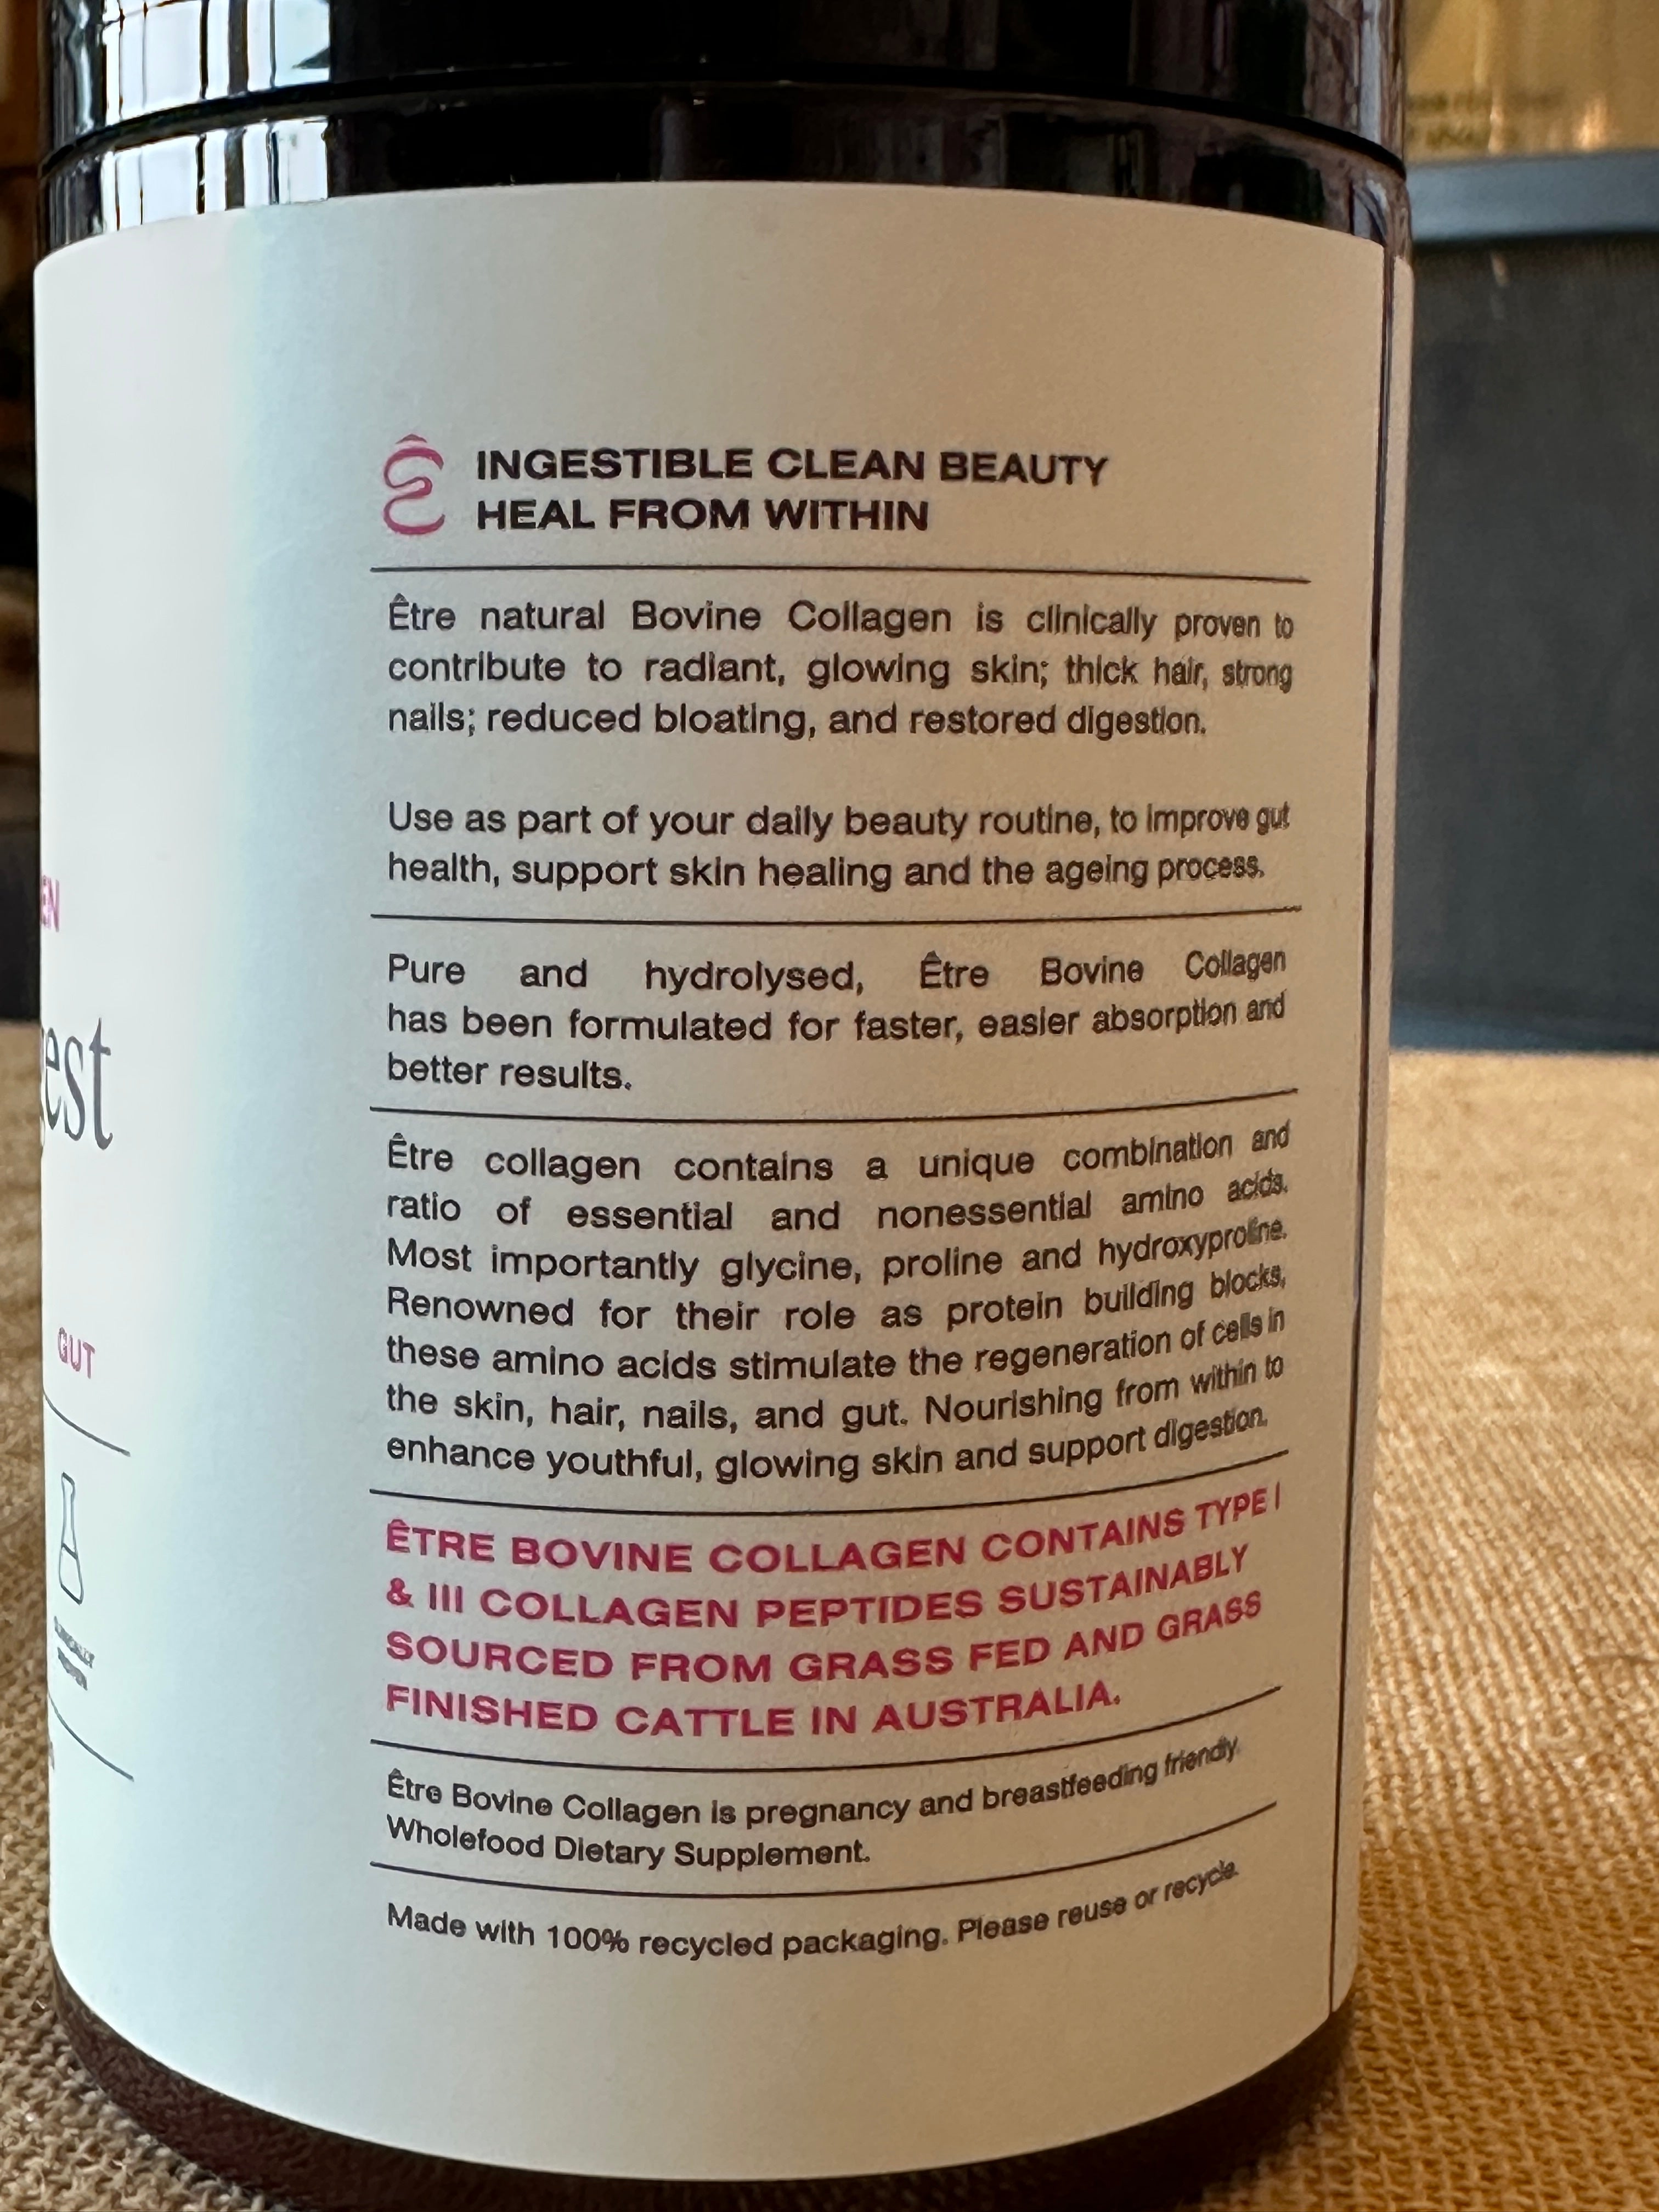 INGESTIBLE CLEAN BEAUTY
HEAL FROM WITHIN
Être natural Bovine Collagen is clinically proven to
contribute to radiant, glowing skin; thick hair, strong
nails; reduced bloating, and restored digestion.
Use as part of your daily beauty routine, to improve gut
health, support skin healing and the ageing process.
Pure and hydrolysed, Être Bovine Collagen
has been formulated for faster, easier absorption and
better results.
Être collagen contains a unique combination and
ratio of essential and nonessential amino acids.
Most importantly glycine, proline and hydroxyproline.
Renowned for their role as protein building blocks,
these amino acids stimulate the regeneration of cells in
the skin, hair, nails, and gut. Nourishing from within to
enhance youthful, glowing skin and support digestion.
ÊTRE BOVINE COLLAGEN CONTAINS TYPE I
& III COLLAGEN PEPTIDES SUSTAINABLY
SOURCED FROM GRASS FED AND GRASS
FINISHED CATTLE IN AUSTRALIA.
Être Bovine Collagen is pregnancy and breastfeeding friendly.
Wholefood Dietary Supplement.
Made with 100% recycled packaging. Please reuse or recycle.
EN
est
GUT